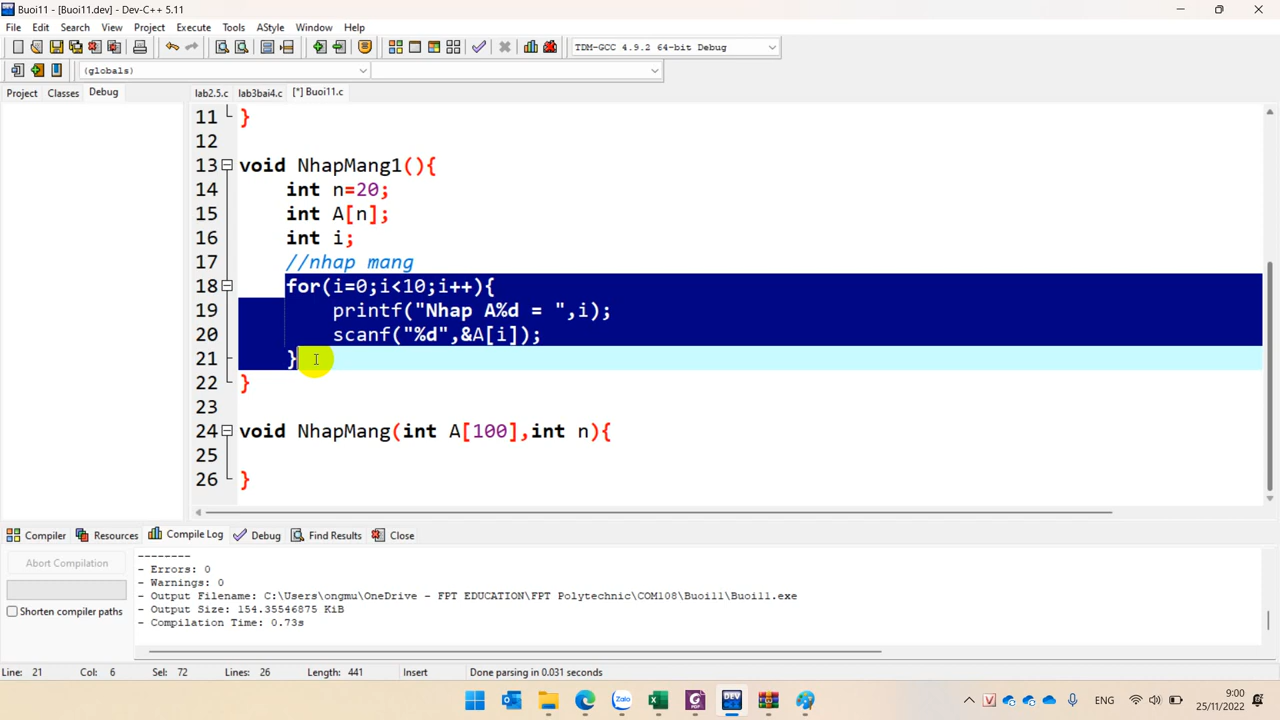 Buoi11 - [Buoi11.dev] - Dev-C++ 5.11
File Edit Search View Project Execute Tools AStyle Window Help
TDM-GCC 4.9.2 64-bit Debug
(globals)
Project Classes Debug
lab2.5.c lab3bai4.c [*] Buoi11.c
11 }
12
13 void NhapMang1(){
14 int n=20;
15 int A[n];
16 int i;
17 //nhap mang
18 for(i=0;i<10;i++){
19 printf("Nhap A%d = ",i);
20 scanf("%d",&A[i]);
21 }
22 }
23
24 void NhapMang(int A[100],int n){
25
26 }
Compiler Resources Compile Log Debug Find Results Close
Abort Compilation
Shorten compiler paths
--------
- Errors: 0
- Warnings: 0
- Output Filename: C:\Users\ongmu\OneDrive - FPT EDUCATION\FPT Polytechnic\COM108\Buoi11\Buoi11.exe
- Output Size: 154.35546875 KiB
- Compilation Time: 0.73s
Line: 21 Col: 6 Sel: 72 Lines: 26 Length: 441 Insert Done parsing in 0.031 seconds
Zalo
DEV
ENG
9:00
25/11/2022